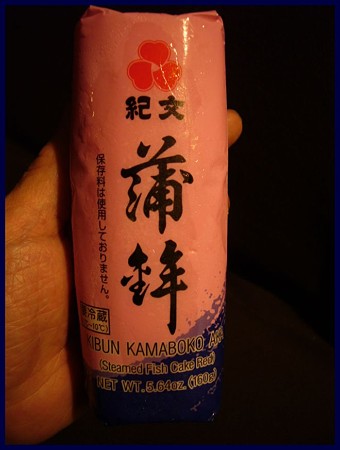 紀文
蒲鉾
保存料は使用しておりません。
要冷蔵
KIBUN KAMABOKO
(Steamed Fish Cake Red)
NET WT. 5.64oz. (160g)